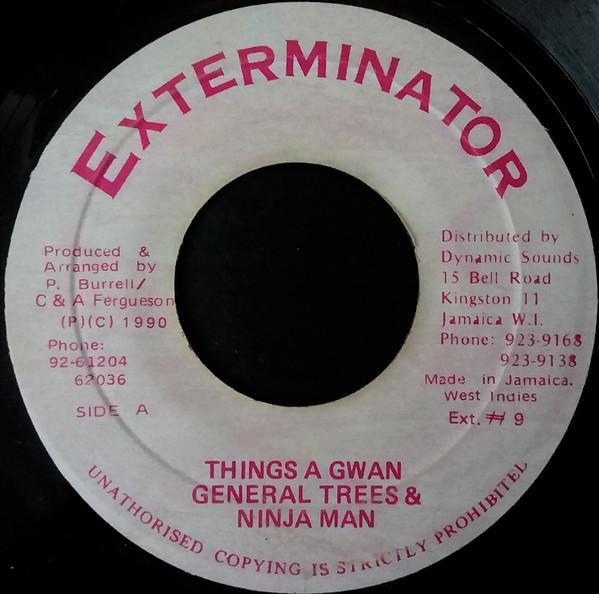 EXTERMINATOR
Produced &
Arranged by
P. Burrell/
C & A Fergueson
(P)(C) 1990
Phone:
92-61204
62036
SIDE A
Distributed by
Dynamic Sounds
15 Bell Road
Kingston 11
Jamaica W.I.
Phone: 923-9168
923-9138
Made in Jamaica.
West Indies
Ext. # 9
THINGS A GWAN
GENERAL TREES &
NINJA MAN
UNATHORISED COPYING IS STRICTLY PROHIBITED